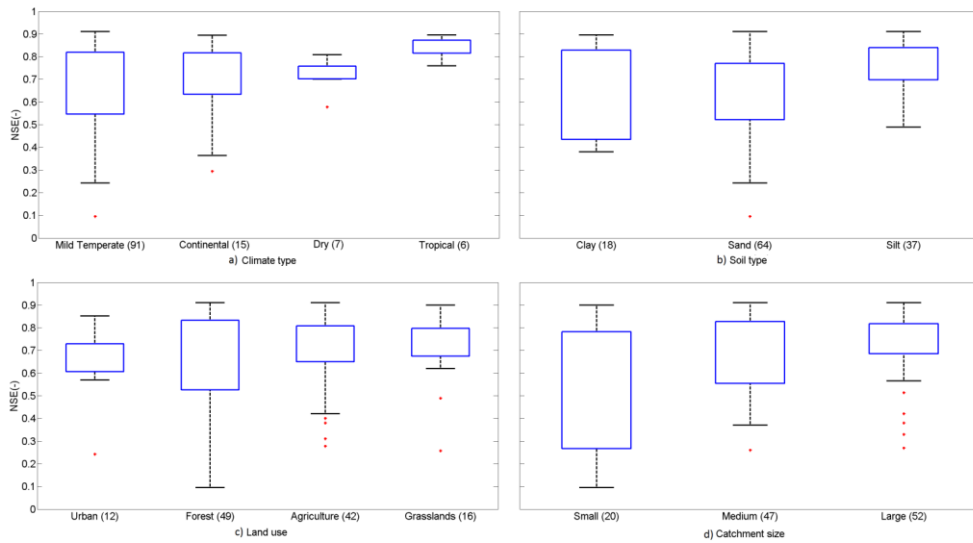 1
0.9
0.8
0.7
0.6
0.5
0.4
0.3
0.2
0.1
0
NSE(-)
Mild Temperate (91) Continental (15) Dry (7) Tropical (6)
a) Climate type
Clay (18) Sand (64) Silt (37)
b) Soil type
1
0.9
0.8
0.7
0.6
0.5
0.4
0.3
0.2
0.1
0
NSE(-)
Urban (12) Forest (49) Agriculture (42) Grasslands (16)
c) Land use
Small (20) Medium (47) Large (52)
d) Catchment size